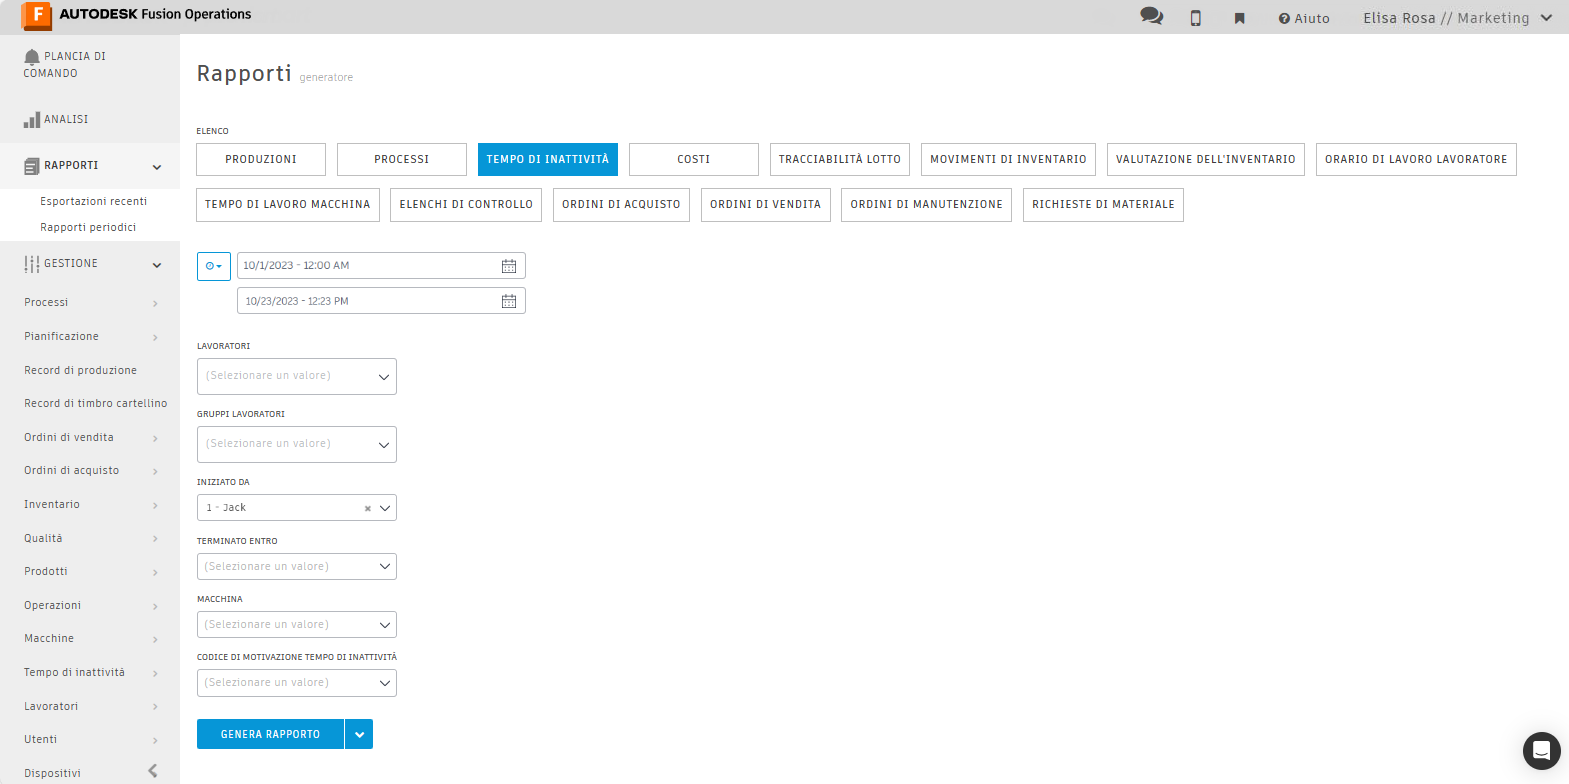 AUTODESK Fusion Operations
Aiuto
Elisa Rosa // Marketing
PLANCIA DI
COMANDO
ANALISI
RAPPORTI
Esportazioni recenti
Rapporti periodici
GESTIONE
Processi
Pianificazione
Record di produzione
Record di timbro cartellino
Ordini di vendita
Ordini di acquisto
Inventario
Qualità
Prodotti
Operazioni
Macchine
Tempo di inattività
Lavoratori
Utenti
Dispositivi
Rapporti generatore
ELENCO
PRODUZIONI
PROCESSI
TEMPO DI INATTIVITÀ
COSTI
TRACCIABILITÀ LOTTO
MOVIMENTI DI INVENTARIO
VALUTAZIONE DELL'INVENTARIO
ORARIO DI LAVORO LAVORATORE
TEMPO DI LAVORO MACCHINA
ELENCHI DI CONTROLLO
ORDINI DI ACQUISTO
ORDINI DI VENDITA
ORDINI DI MANUTENZIONE
RICHIESTE DI MATERIALE
10/1/2023 - 12:00 AM
10/23/2023 - 12:23 PM
LAVORATORI
(Selezionare un valore)
GRUPPI LAVORATORI
(Selezionare un valore)
INIZIATO DA
1 - Jack
TERMINATO ENTRO
(Selezionare un valore)
MACCHINA
(Selezionare un valore)
CODICE DI MOTIVAZIONE TEMPO DI INATTIVITÀ
(Selezionare un valore)
GENERA RAPPORTO